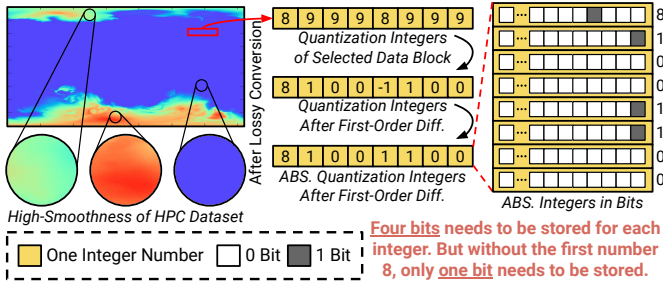 After Lossy Conversion
8 9 9 9 8 9 9 9
Quantization Integers
of Selected Data Block
8 1 0 0 -1 1 0 0
Quantization Integers
After First-Order Diff.
8 1 0 0 1 1 0 0
ABS. Quantization Integers
After First-Order Diff.
High-Smoothness of HPC Dataset
... 8
... 1
... 0
... 0
... 1
... 1
... 0
... 0
ABS. Integers in Bits
One Integer Number 0 Bit 1 Bit
Four bits needs to be stored for each
integer. But without the first number
8, only one bit needs to be stored.